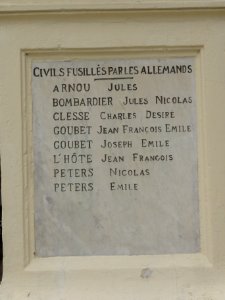 CIVILS FUSILLÉS PAR LES ALLEMANDS
ARNOU JULES
BOMBARDIER JULES NICOLAS
CLESSE CHARLES DESIRE
GOUBET JEAN FRANCOIS EMILE
GOUBET JOSEPH EMILE
L'HÔTE JEAN FRANCOIS
PETERS NICOLAS
PETERS EMILE